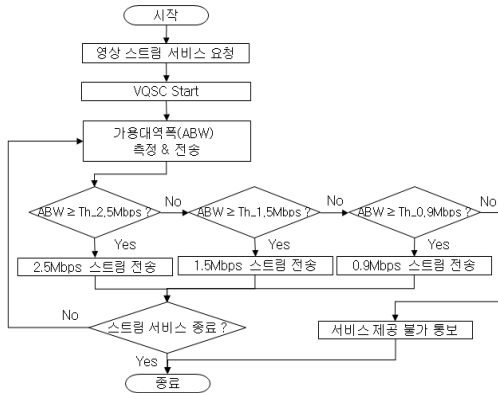 시작
영상 스트림 서비스 요청
VQSC Start
가용대역폭(ABW)
측정 & 전송
ABW ≥ Th_2.5Mbps ?
No
ABW ≥ Th_1.5Mbps ?
No
ABW ≥ Th_0.9Mbps ?
No
Yes
Yes
Yes
2.5Mbps 스트림 전송
1.5Mbps 스트림 전송
0.9Mbps 스트림 전송
No
스트림 서비스 종료 ?
서비스 제공 불가 통보
Yes
종료